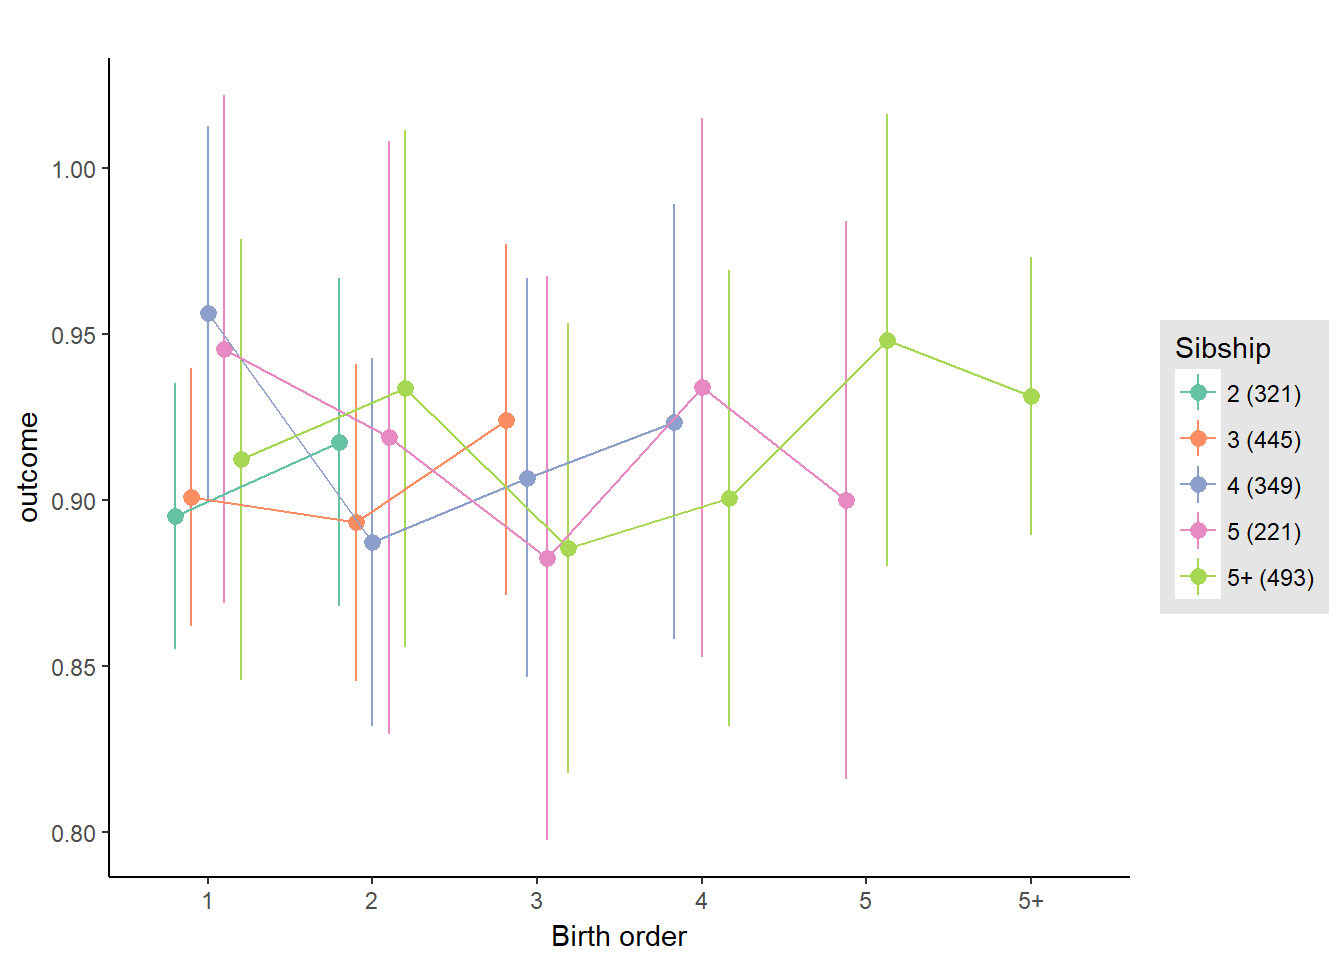 outcome
1.00
0.95
0.90
0.85
0.80
1 2 3 4 5 5+
Birth order
Sibship
2 (321)
3 (445)
4 (349)
5 (221)
5+ (493)